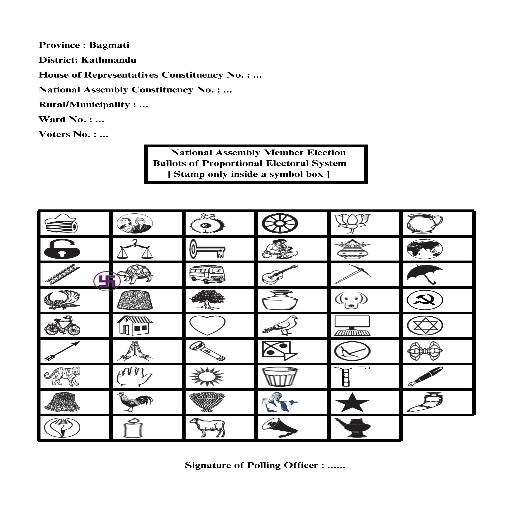 Province : Bagmati
District: Kathmandu
House of Representatives Constituency No. : ...
National Assembly Constituency No. : ...
Rural/Municipality : ...
Ward No. : ...
Voters No. : ...
National Assembly Member Election
Ballots of Proportional Electoral System
[ Stamp only inside a symbol box ]
Signature of Polling Officer : ......